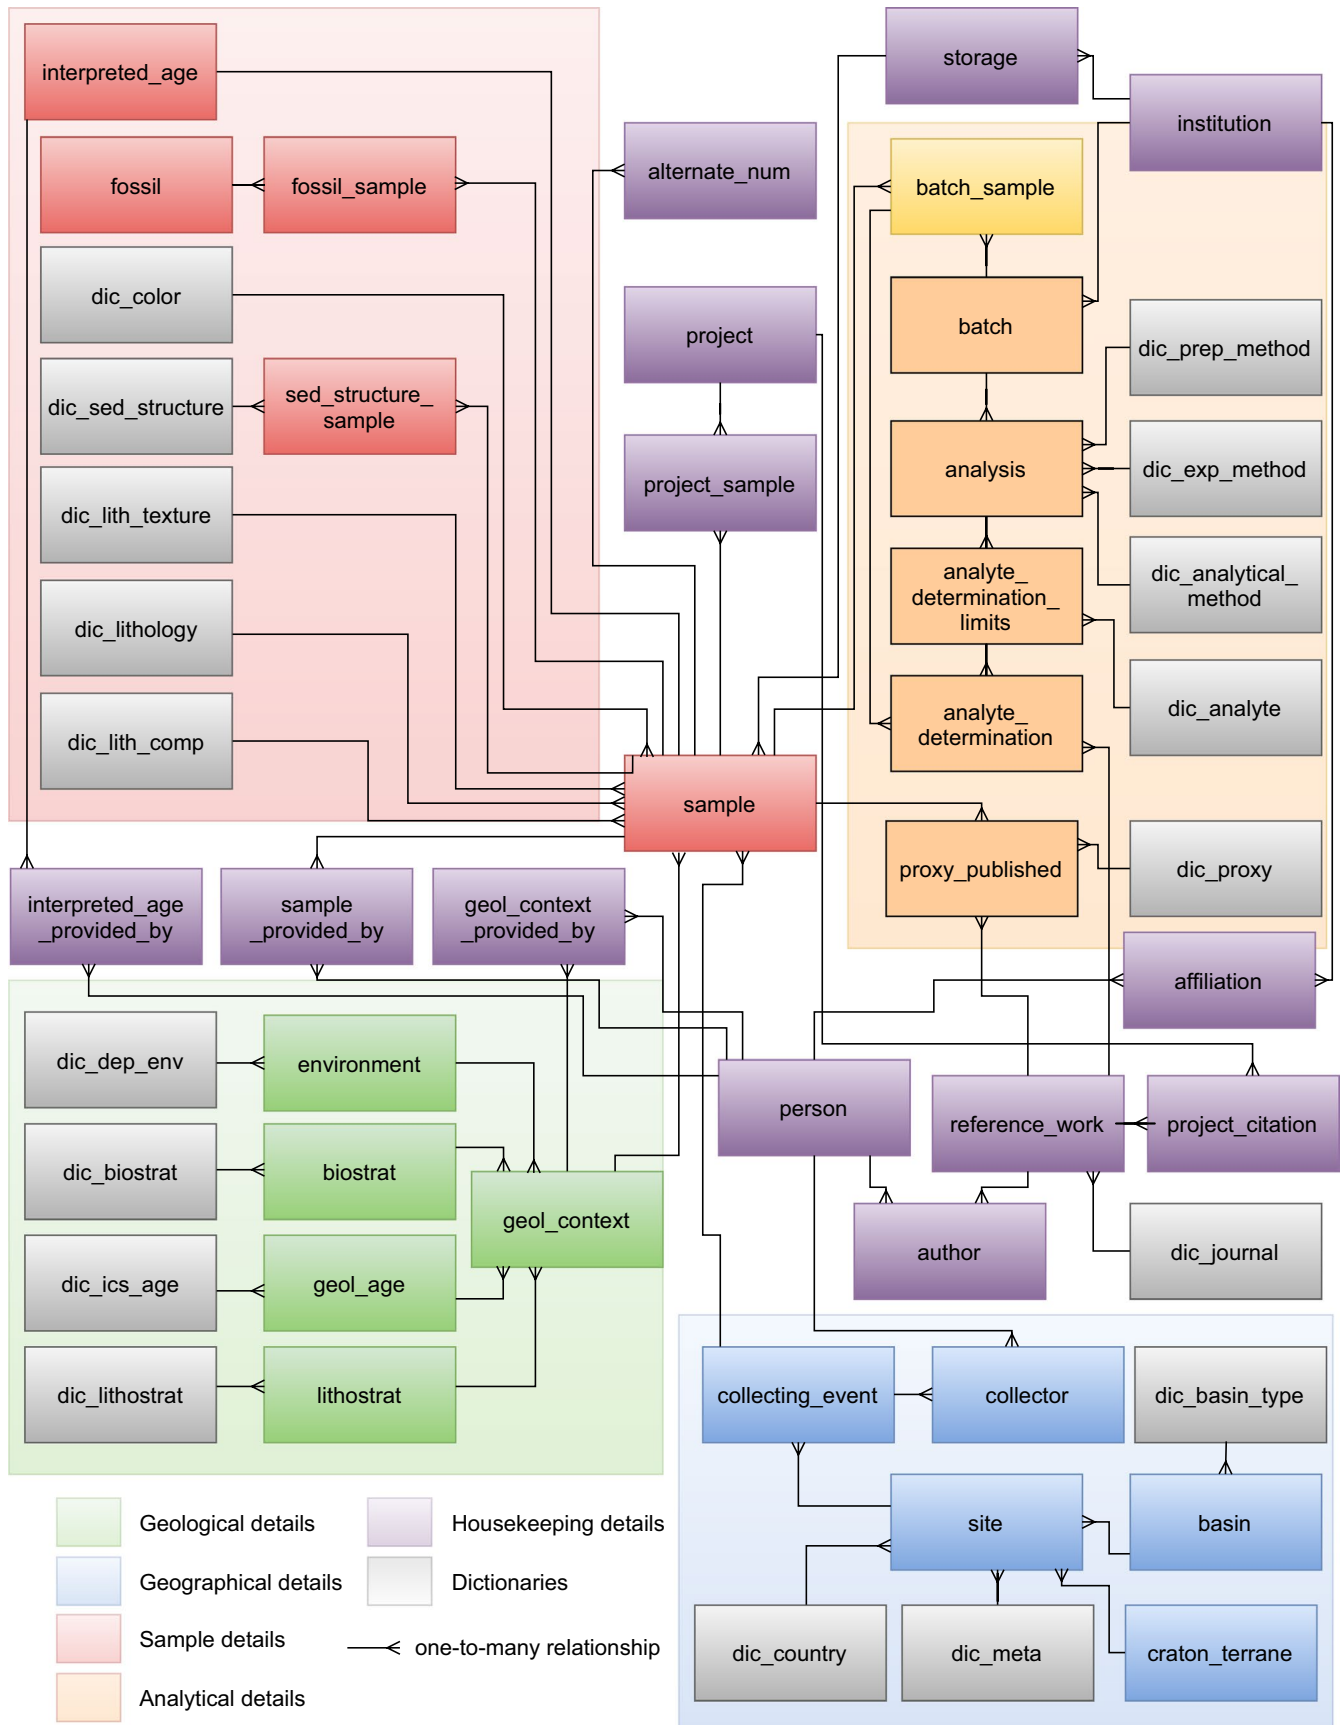 interpreted_age
storage
institution
fossil
fossil_sample
alternate_num
batch_sample
dic_color
project
batch
dic_prep_method
dic_sed_structure
sed_structure_
sample
project_sample
analysis
dic_exp_method
dic_lith_texture
analyte_
determination_
limits
dic_analytical_
method
dic_lithology
dic_lith_comp
analyte_
determination
dic_analyte
sample
proxy_published
dic_proxy
interpreted_age
_provided_by
sample
_provided_by
geol_context
_provided_by
affiliation
dic_dep_env
environment
person
reference_work
project_citation
dic_biostrat
biostrat
geol_context
author
dic_journal
dic_ics_age
geol_age
dic_lithostrat
lithostrat
collecting_event
collector
dic_basin_type
site
basin
dic_country
dic_meta
craton_terrane
Geological details
Housekeeping details
Geographical details
Dictionaries
Sample details
one-to-many relationship
Analytical details